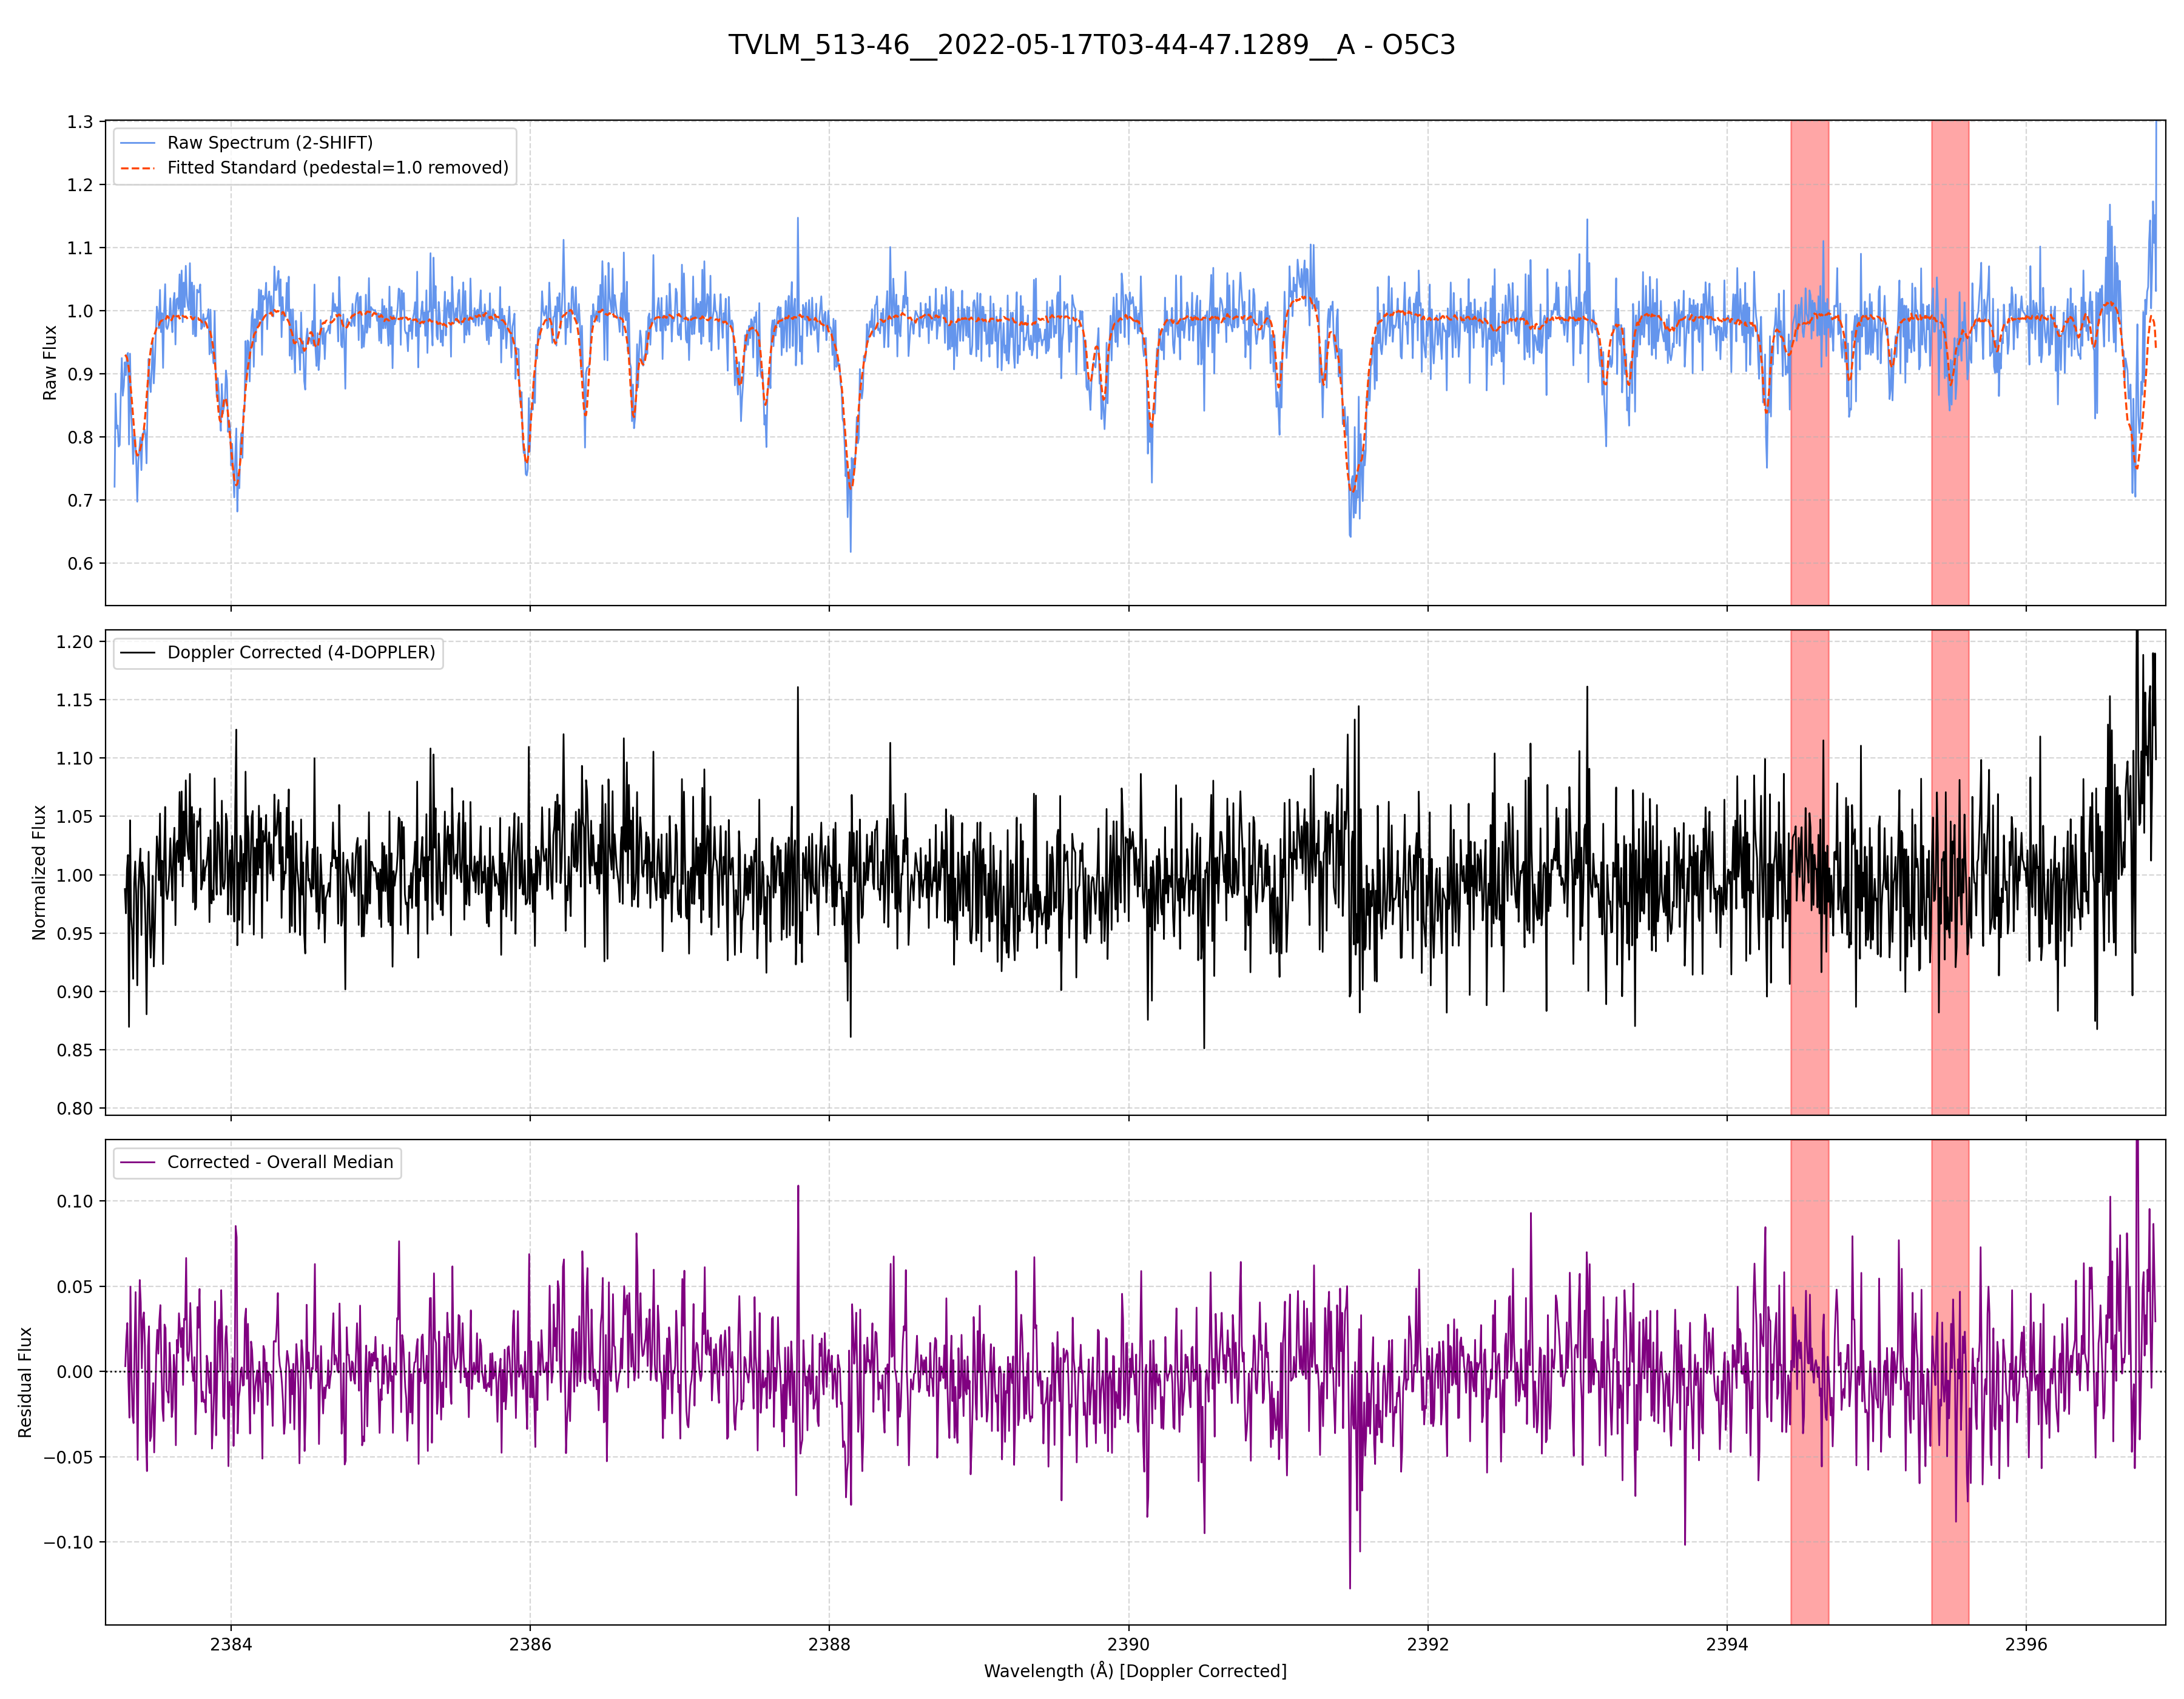 TVLM_513-46__2022-05-17T03-44-47.1289__A - O5C3
1.3
1.2
1.1
1.0
0.9
0.8
0.7
0.6
Raw Flux
Raw Spectrum (2-SHIFT)
Fitted Standard (pedestal=1.0 removed)
1.20
1.15
1.10
1.05
1.00
0.95
0.90
0.85
0.80
Normalized Flux
Doppler Corrected (4-DOPPLER)
0.10
0.05
0.00
−0.05
−0.10
Residual Flux
Corrected - Overall Median
2384 2386 2388 2390 2392 2394 2396
Wavelength (Å) [Doppler Corrected]